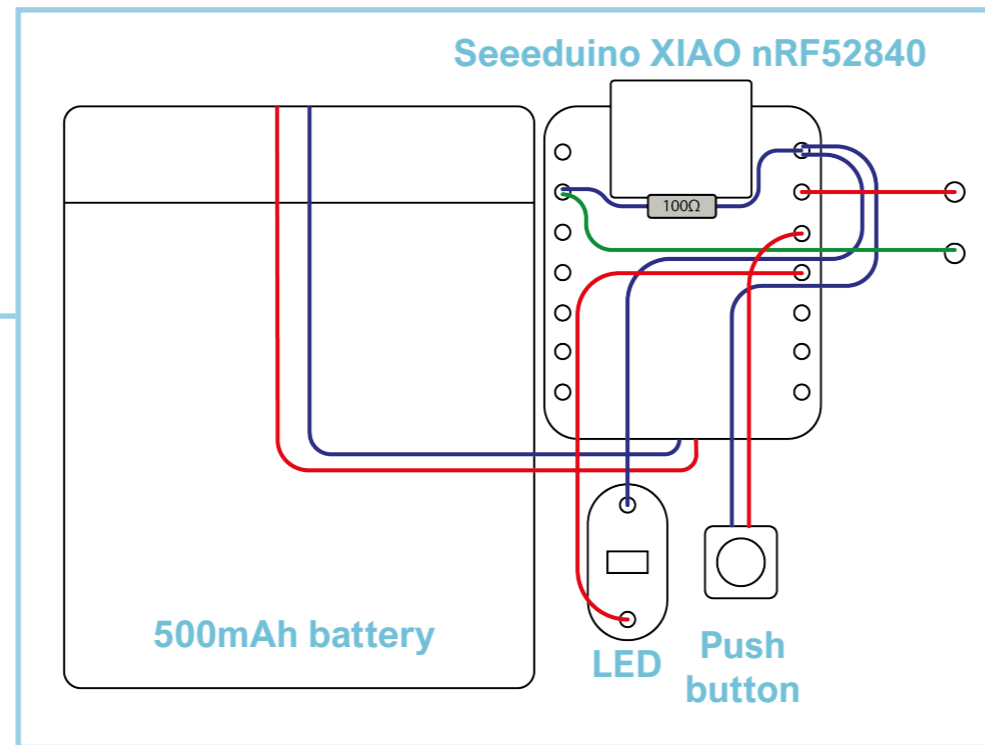 Seeeduino XIAO nRF52840
100Ω
500mAh battery
LED
Push
button